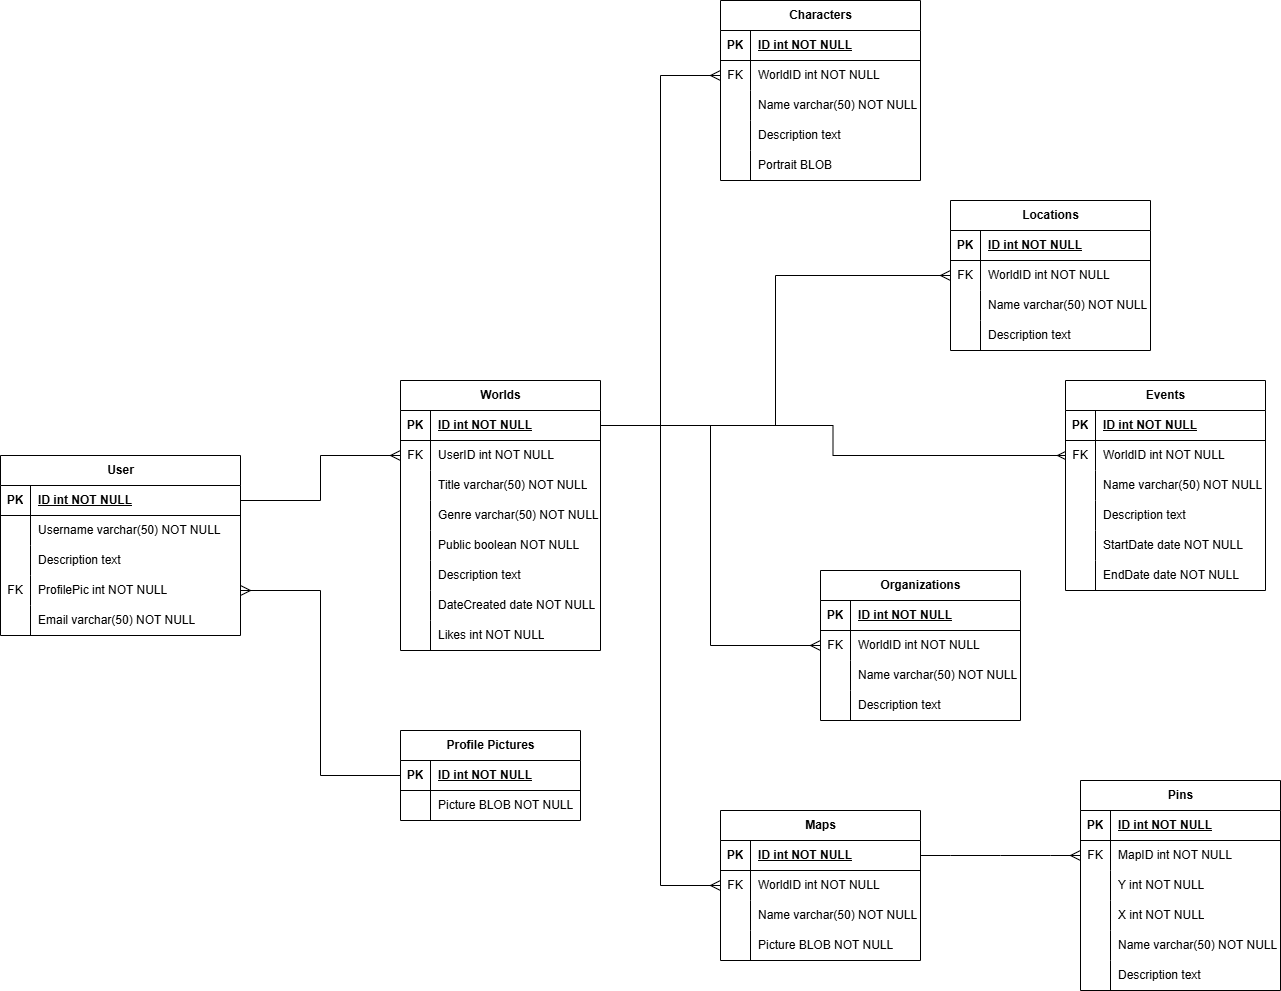 Characters
PK ID int NOT NULL
FK WorldID int NOT NULL
Name varchar(50) NOT NULL
Description text
Portrait BLOB
Locations
PK ID int NOT NULL
FK WorldID int NOT NULL
Name varchar(50) NOT NULL
Description text
Worlds
PK ID int NOT NULL
FK UserID int NOT NULL
Title varchar(50) NOT NULL
Genre varchar(50) NOT NULL
Public boolean NOT NULL
Description text
DateCreated date NOT NULL
Likes int NOT NULL
Events
PK ID int NOT NULL
FK WorldID int NOT NULL
Name varchar(50) NOT NULL
Description text
StartDate date NOT NULL
EndDate date NOT NULL
User
PK ID int NOT NULL
Username varchar(50) NOT NULL
Description text
FK ProfilePic int NOT NULL
Email varchar(50) NOT NULL
Organizations
PK ID int NOT NULL
FK WorldID int NOT NULL
Name varchar(50) NOT NULL
Description text
Profile Pictures
PK ID int NOT NULL
Picture BLOB NOT NULL
Maps
PK ID int NOT NULL
FK WorldID int NOT NULL
Name varchar(50) NOT NULL
Picture BLOB NOT NULL
Pins
PK ID int NOT NULL
FK MapID int NOT NULL
Y int NOT NULL
X int NOT NULL
Name varchar(50) NOT NULL
Description text